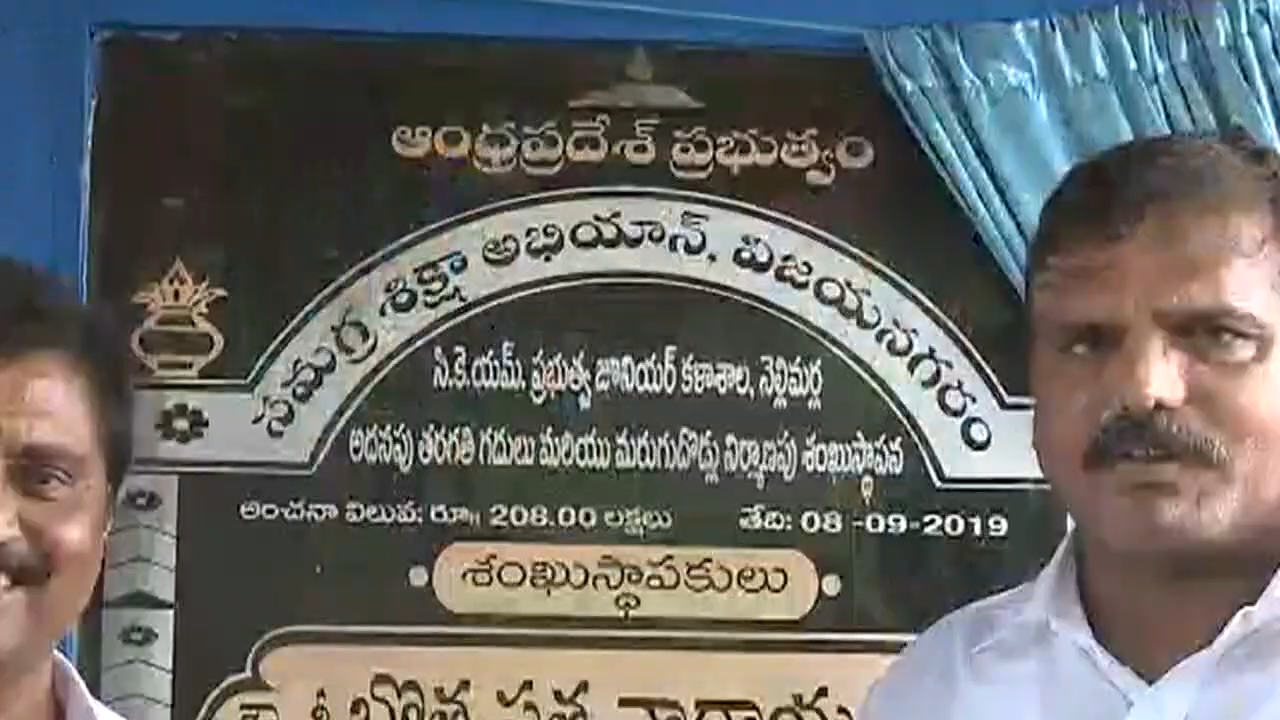 ఆంధ్రప్రదేశ్ ప్రభుత్వం
సమగ్ర శిక్షా అభియాన్, విజయనగరం
సి.కె.యమ్. ప్రభుత్వ జూనియర్ కళాశాల, నెల్లిమర్ల
అదనపు తరగతి గదులు మరియు మరుగుదొడ్లు నిర్మాణపు శంఖుస్థాపన
అంచనా విలువ: రూ॥ 208.00 లక్షలు తేది: 08-09-2019
శంఖుస్థాపకులు
బొత్స సత్య నారాయ